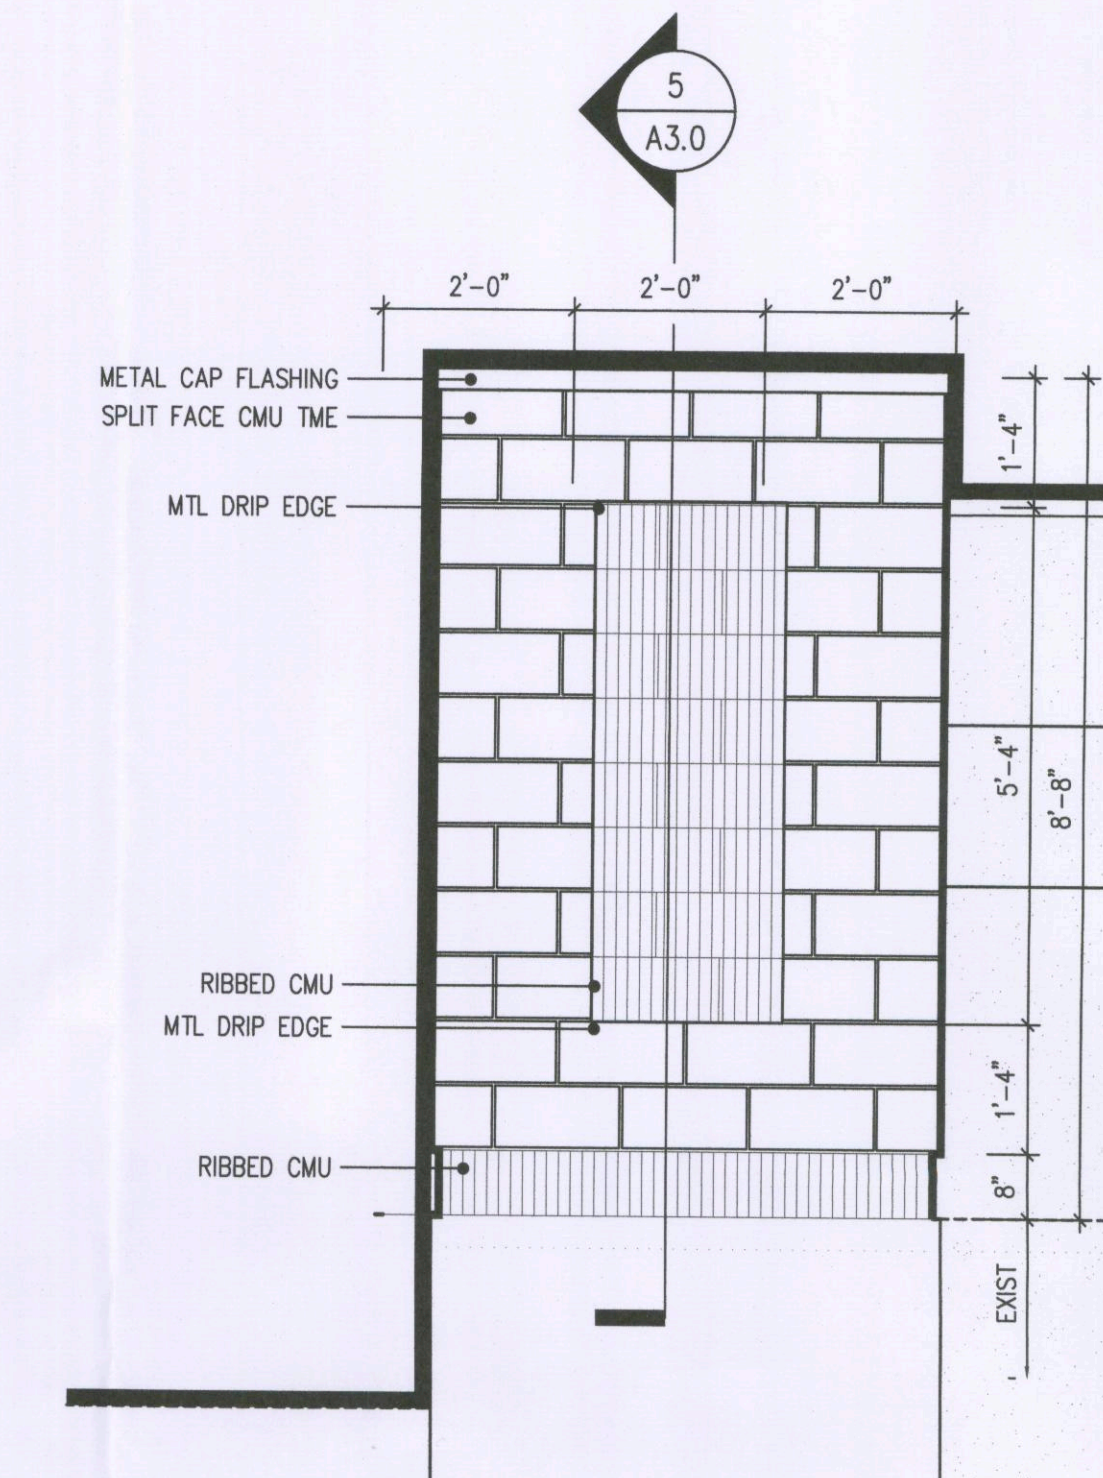 5
A3.0
2'-0" 2'-0" 2'-0"
METAL CAP FLASHING
SPLIT FACE CMU TME
1'-4"
MTL DRIP EDGE
5'-4"
8'-8"
RIBBED CMU
MTL DRIP EDGE
1'-4"
RIBBED CMU
8"
EXIST